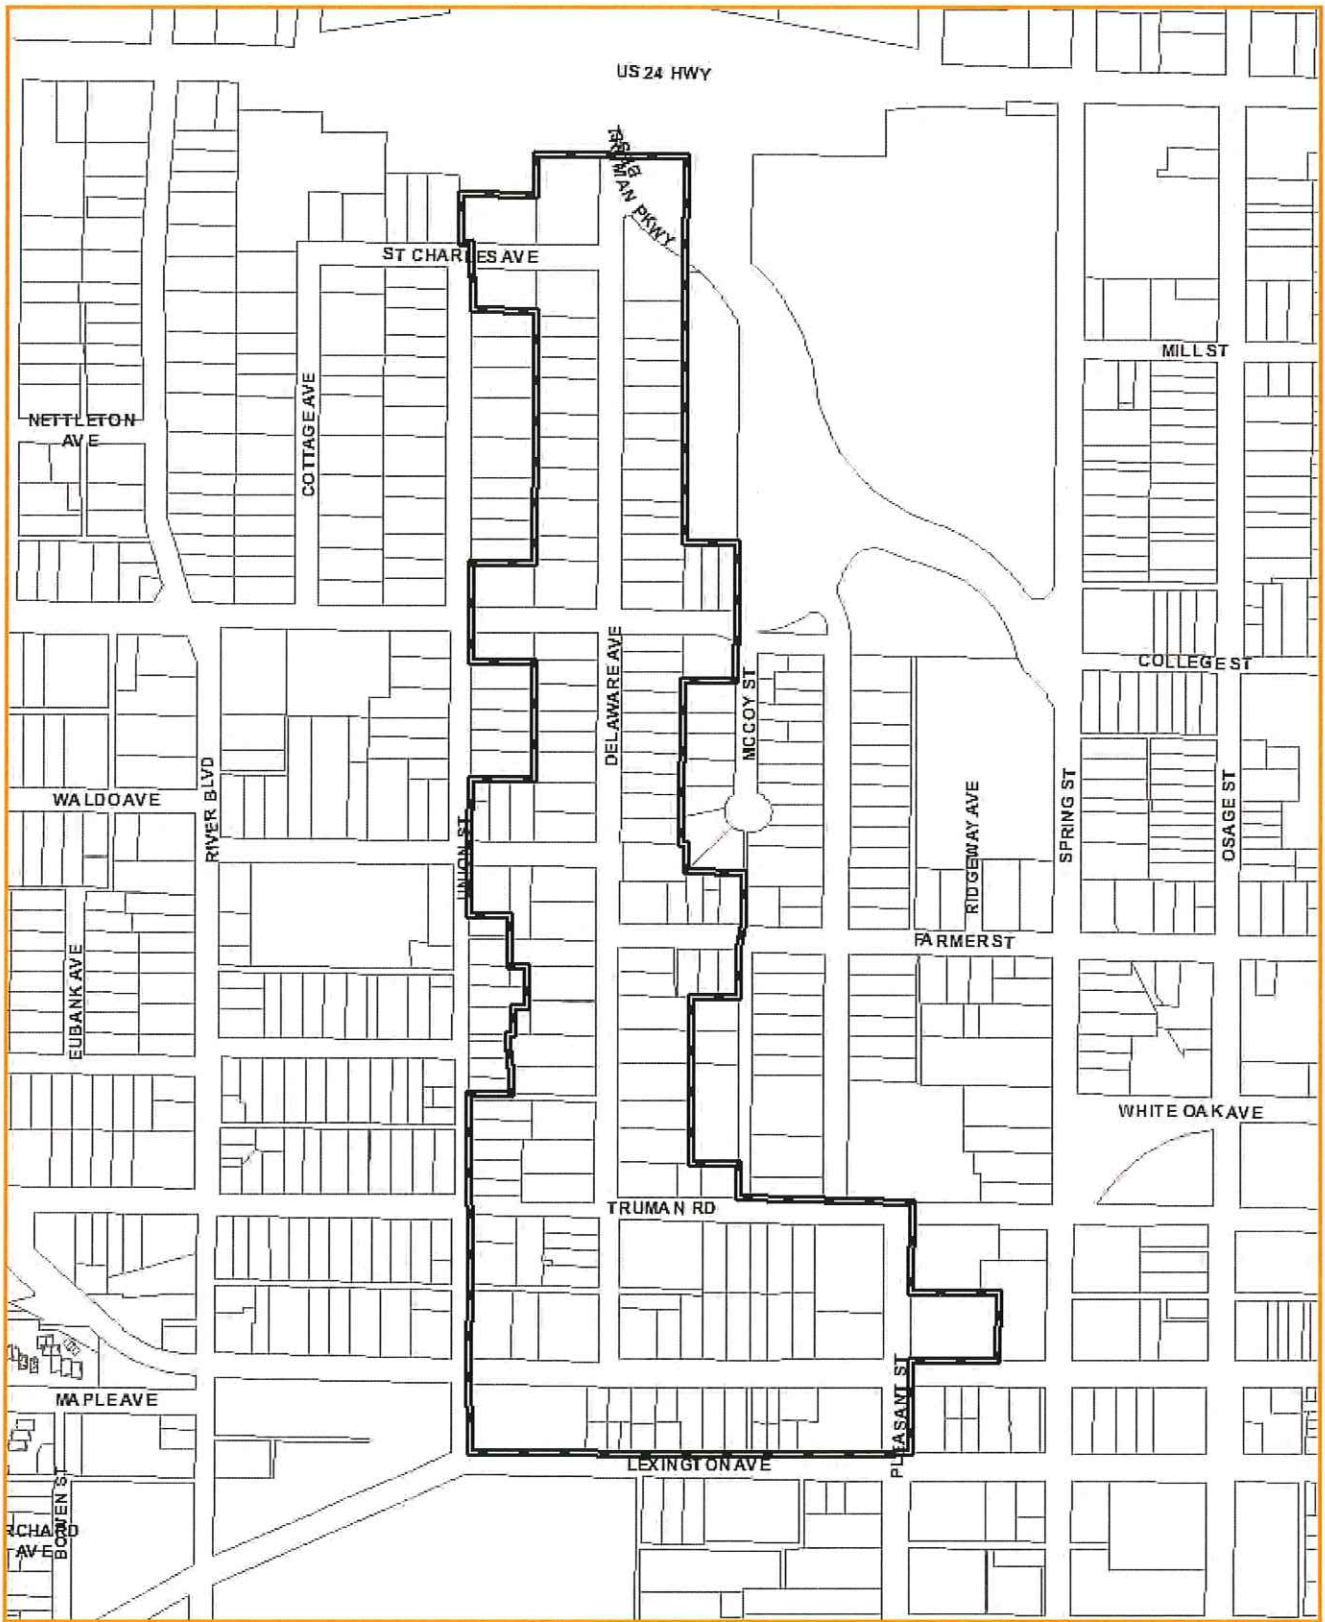 US 24 HWY
BESS
TRUMAN PKWY
ST CHARLES AVE
MILL ST
COTTAGE AVE
NETTLETON
AVE
DELAWARE AVE
COLLEGE ST
MCCOY ST
RIVER BLVD
WALDO AVE
UNION ST
RIDGEWAY AVE
SPRING ST
OSAGE ST
FARMER ST
EUBANK AVE
WHITE OAK AVE
TRUMAN RD
MAPLE AVE
PLEASANT ST
LEXINGTON AVE
BOWEN ST
RCHARD
AVE